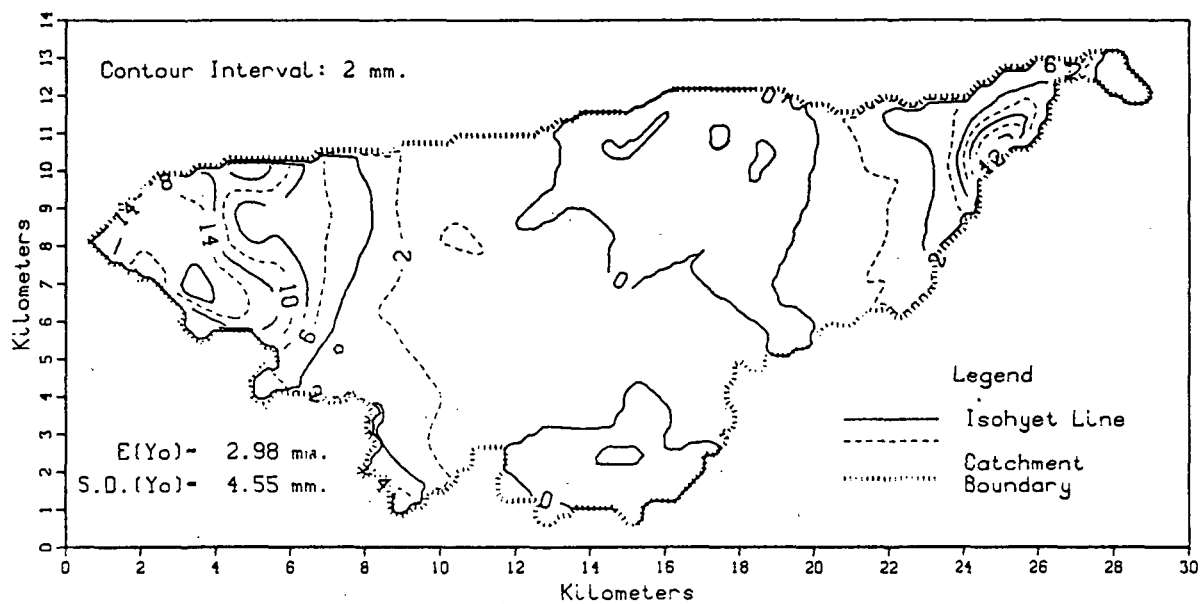 Contour Interval: 2 mm.
E(Yo)= 2.98 mm.
S.D.(Yo)= 4.55 mm.
Legend
Isohyet Line
Catchment
Boundary
Kilometers
14
13
12
11
10
9
8
7
6
5
4
3
2
1
0
0 2 4 6 8 10 12 14 16 18 20 22 24 26 28 30
Kilometers
0
6
8
12
14
14
2
2
10
0
6
4
0